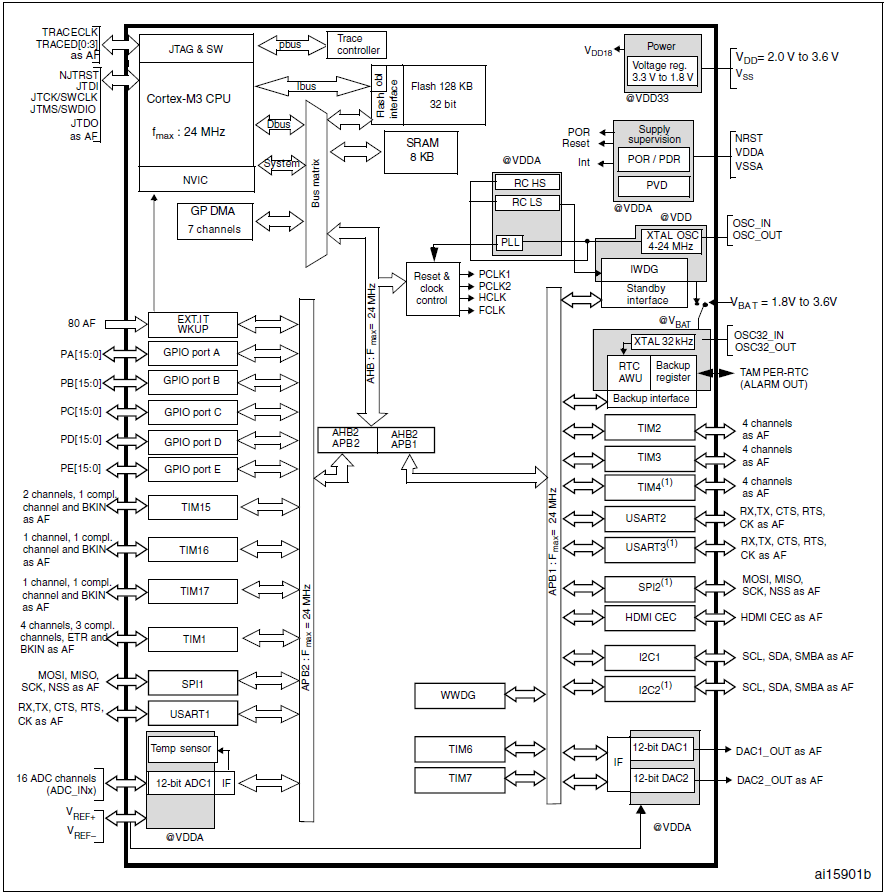 TRACECLK
TRACED[0:3]
as AF
NJTRST
JTDI
JTCK/SWCLK
JTMS/SWDIO
JTDO
as AF
JTAG & SW
Cortex-M3 CPU
fmax : 24 MHz
NVIC
pbus
Trace
controller
Ibus
Dbus
System
Flash obl
interface
Flash 128 KB
32 bit
SRAM
8 KB
Bus matrix
GP DMA
7 channels
VDD18
Power
Voltage reg.
3.3 V to 1.8 V
@VDD33
VDD= 2.0 V to 3.6 V
VSS
POR
Reset
Int
Supply
supervision
POR / PDR
PVD
@VDDA
NRST
VDDA
VSSA
@VDDA
RC HS
RC LS
PLL
@VDD
XTAL OSC
4-24 MHz
IWDG
Standby
interface
OSC_IN
OSC_OUT
Reset &
clock
control
PCLK1
PCLK2
HCLK
FCLK
VBAT = 1.8V to 3.6V
@VBAT
XTAL 32 kHz
RTC
AWU
Backup
register
Backup interface
OSC32_IN
OSC32_OUT
TAMPER-RTC
(ALARM OUT)
AHB : Fmax = 24 MHz
AHB2
APB2
AHB2
APB1
80 AF
EXT.IT
WKUP
PA[15:0]
GPIO port A
PB[15:0]
GPIO port B
PC[15:0]
GPIO port C
PD[15:0]
GPIO port D
PE[15:0]
GPIO port E
2 channels, 1 compl.
channel and BKIN
as AF
TIM15
1 channel, 1 compl.
channel and BKIN
as AF
TIM16
1 channel, 1 compl.
channel and BKIN
as AF
TIM17
4 channels, 3 compl.
channels, ETR and
BKIN as AF
TIM1
MOSI, MISO,
SCK, NSS as AF
SPI1
RX,TX, CTS, RTS,
CK as AF
USART1
Temp sensor
16 ADC channels
(ADC_INx)
12-bit ADC1
IF
VREF+
VREF–
@VDDA
APB2 : Fmax = 24 MHz
APB1 : Fmax = 24 MHz
TIM2
4 channels
as AF
TIM3
4 channels
as AF
TIM4(1)
4 channels
as AF
USART2
RX,TX, CTS, RTS,
CK as AF
USART3(1)
RX,TX, CTS, RTS,
CK as AF
SPI2(1)
MOSI, MISO,
SCK, NSS as AF
HDMI CEC
HDMI CEC as AF
I2C1
SCL, SDA, SMBA as AF
I2C2(1)
SCL, SDA, SMBA as AF
WWDG
TIM6
TIM7
IF
12-bit DAC1
DAC1_OUT as AF
12-bit DAC2
DAC2_OUT as AF
@VDDA
ai15901b